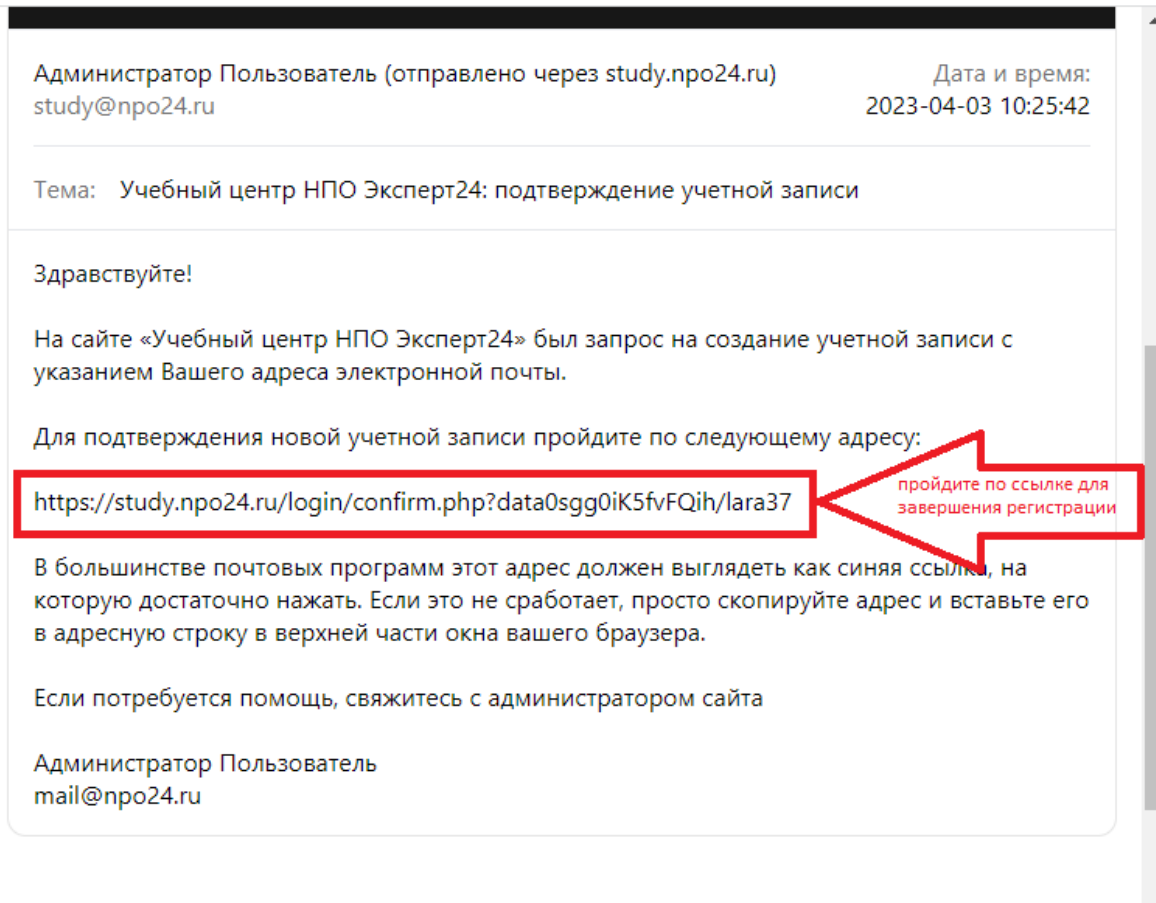 Администратор Пользователь (отправлено через study.npo24.ru)
Дата и время:
study@npo24.ru
2023-04-03 10:25:42
Тема: Учебный центр НПО Эксперт24: подтверждение учетной записи
Здравствуйте!
На сайте «Учебный центр НПО Эксперт24» был запрос на создание учетной записи с
указанием Вашего адреса электронной почты.
Для подтверждения новой учетной записи пройдите по следующему адресу:
https://study.npo24.ru/login/confirm.php?data0sgg0iK5fvFQih/lara37
пройдите по ссылке для
завершения регистрации
В большинстве почтовых программ этот адрес должен выглядеть как синяя ссылка, на
которую достаточно нажать. Если это не сработает, просто скопируйте адрес и вставьте его
в адресную строку в верхней части окна вашего браузера.
Если потребуется помощь, свяжитесь с администратором сайта
Администратор Пользователь
mail@npo24.ru